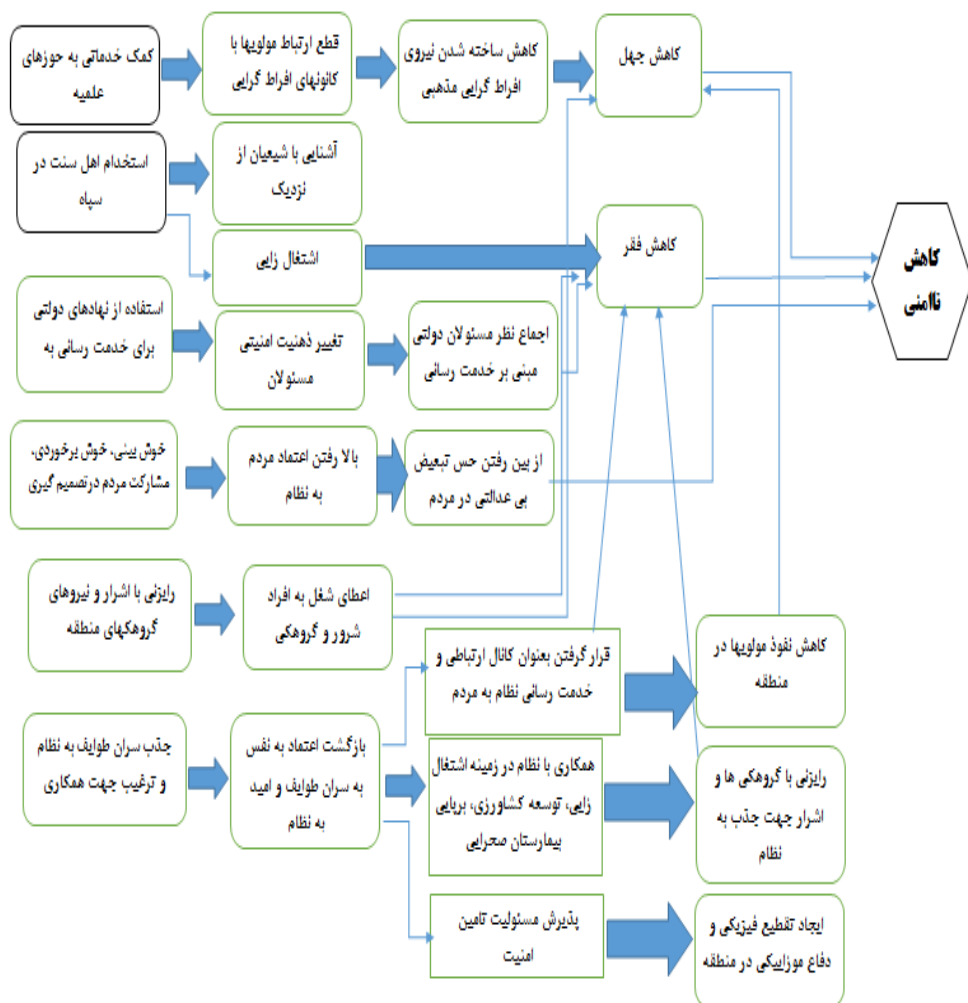 کمک خدماتی به حوزهای
علمیه
قطع ارتباط مولویها با
کانونهای افراط گرایی
کاهش ساخته شدن نیروی
افراط گرایی مذهبی
کاهش جهل
استخدام اهل سنت در
سپاه
آشنایی با شیعیان از
نزدیک
اشتغال زایی
کاهش فقر
کاهش
ناامنی
استفاده از نهادهای دولتی
برای خدمت رسانی به
تغییر ذهنیت امنیتی
مسئولان
اجماع نظر مسئولان دولتی
مبنی بر خدمت رسانی
خوش بینی، خوش برخوردی،
مشارکت مردم درتصمیم گیری
بالا رفتن اعتماد مردم
به نظام
از بین رفتن حس تبعیض
بی عدالتی در مردم
رایزنی با اشرار و نیروهای
گروهکهای منطقه
اعطای شغل به افراد
شرور و گروهکی
جذب سران طوایف به نظام
و ترغیب جهت همکاری
بازگشت اعتماد به نفس
به سران طوایف و امید
به نظام
قرار گرفتن بعنوان کانال ارتباطی و
خدمت رسانی نظام به مردم
کاهش نفوذ مولویها در
منطقه
همکاری با نظام در زمینه اشتغال
زایی، توسعه کشاورزی، برپایی
بیمارستان صحرایی
رایزنی با گروهکی ها و
اشرار جهت جذب به
نظام
پذیرش مسئولیت تامین
امنیت
ایجاد تقطیع فیزیکی و
دفاع موزاییکی در منطقه